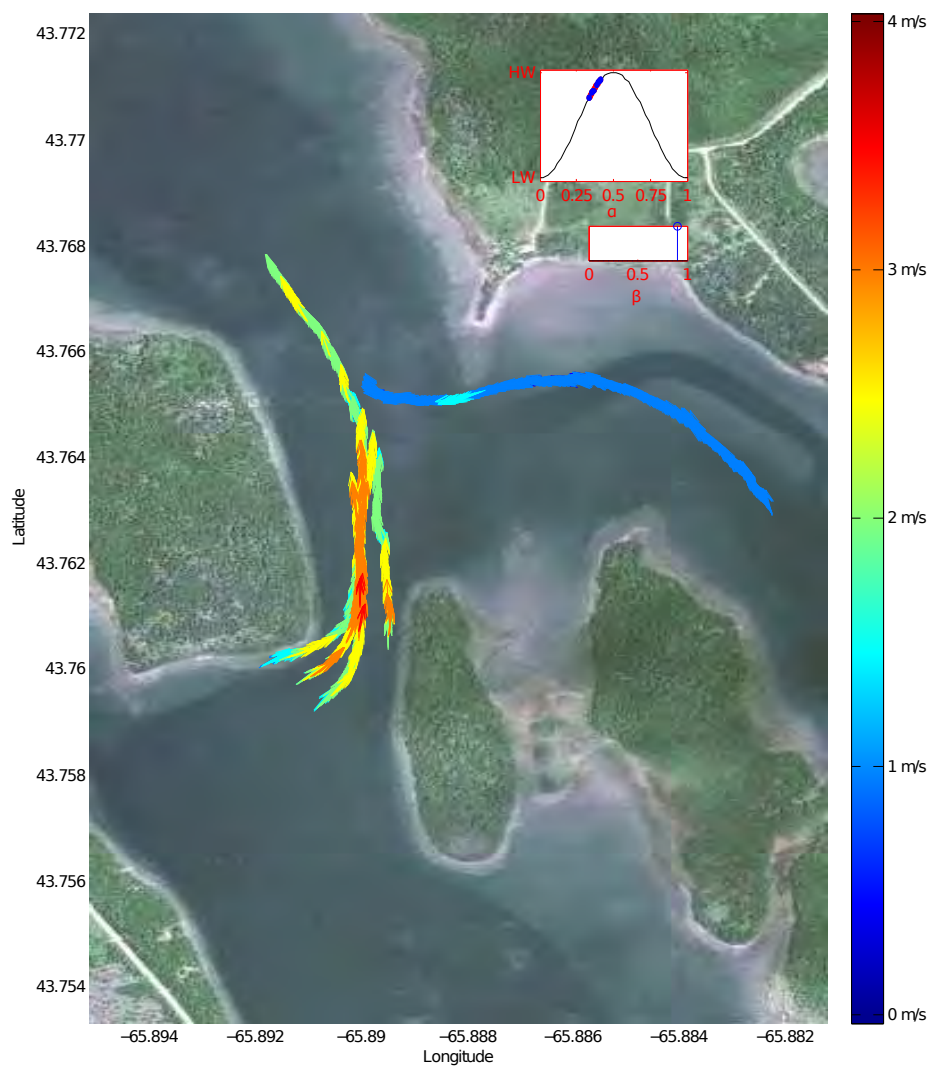 43.772
43.77
43.768
43.766
43.764
43.762
43.76
43.758
43.756
43.754
Latitude
−65.894
−65.892
−65.89
−65.888
−65.886
−65.884
−65.882
Longitude
HW
LW
0
0.25
0.5
0.75
1
α
0
0.5
1
β
4 m/s
3 m/s
2 m/s
1 m/s
0 m/s